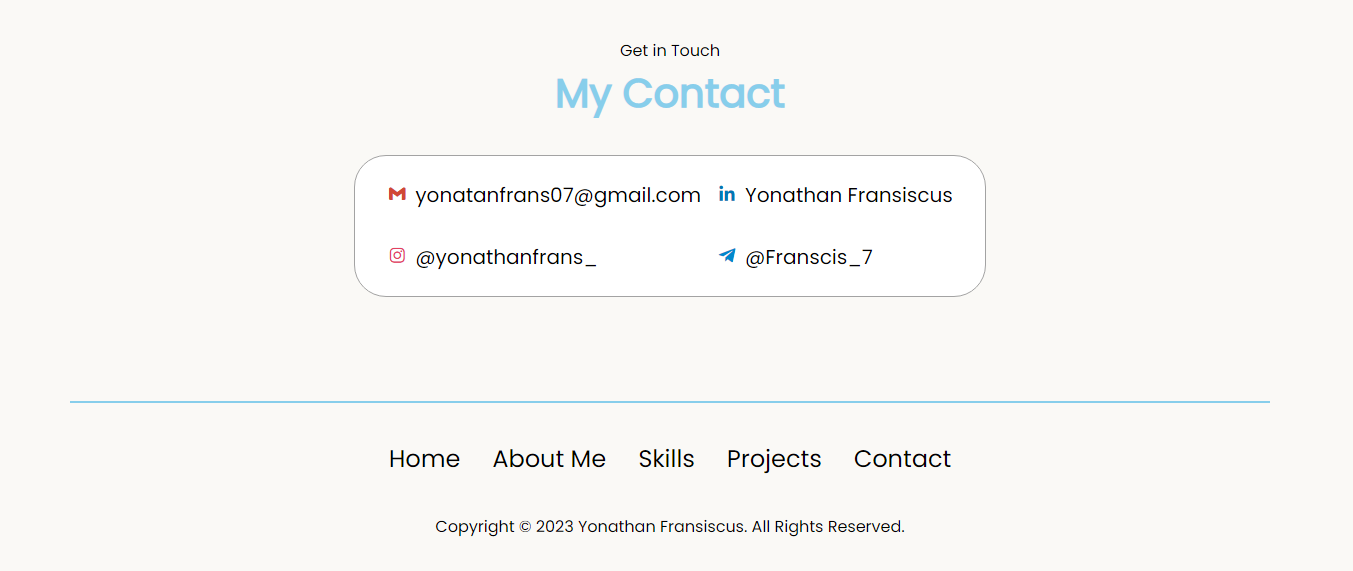 Get in Touch
My Contact
yonatanfrans07@gmail.com Yonathan Fransiscus
@yonathanfrans_ @Franscis_7
Home About Me Skills Projects Contact
Copyright © 2023 Yonathan Fransiscus. All Rights Reserved.